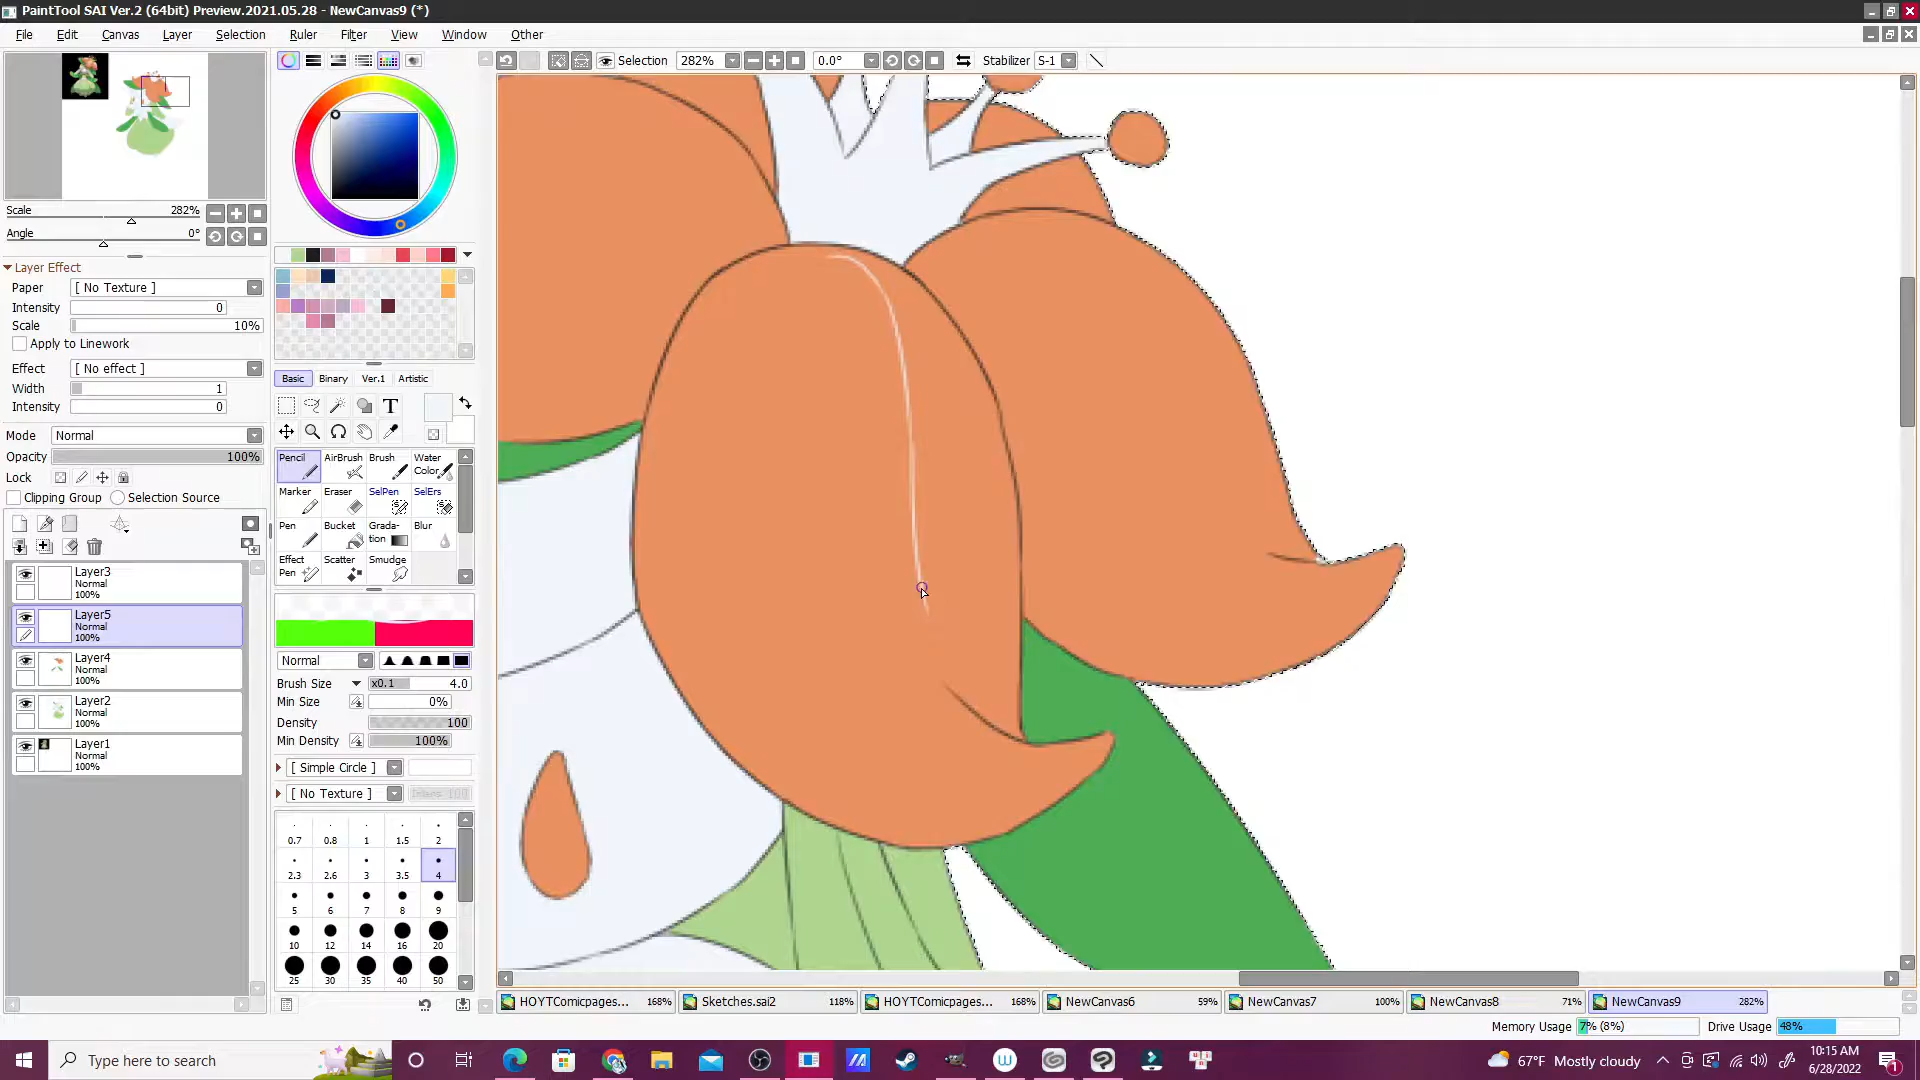 PaintTool SAI Ver.2 (64bit) Preview.2021.05.28 - NewCanvas9 (*)
File Edit Canvas Layer Selection Ruler Filter View Window Other
Selection 282% 0.0° Stabilizer S-1
Scale 282%
Angle 0°
Layer Effect
Paper [ No Texture ]
Intensity 0
Scale 10%
Apply to Linework
Effect [ No effect ]
Width 1
Intensity 0
Mode Normal
Opacity 100%
Lock
Clipping Group Selection Source
Layer3
Normal
100%
Layer5
Normal
100%
Layer4
Normal
100%
Layer2
Normal
100%
Layer1
Normal
100%
Basic Binary Ver.1 Artistic
T
Pencil AirBrush Brush Water Color
Marker Eraser SelPen SelErs
Pen Bucket Grada-tion Blur
Effect Pen Scatter Smudge
Normal
Brush Size x0.1 4.0
Min Size 0%
Density 100
Min Density 100%
[ Simple Circle ]
[ No Texture ] Intens 100
0.7 0.8 1 1.5 2
2.3 2.6 3 3.5 4
5 6 7 8 9
10 12 14 16 20
25 30 35 40 50
HOYTComicpages... 168% Sketches.sai2 118% HOYTComicpages... 168% NewCanvas6 59% NewCanvas7 100% NewCanvas8 71% NewCanvas9 282%
Memory Usage 7% (8%) Drive Usage 48%
Type here to search
67°F Mostly cloudy
10:15 AM
6/28/2022
1